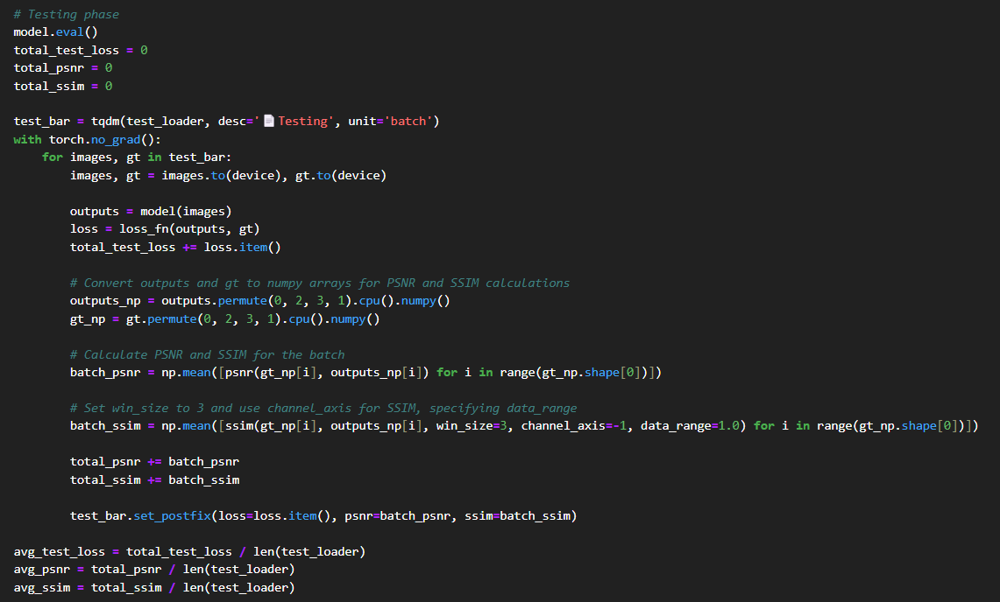 # Testing phase
model.eval()
total_test_loss = 0
total_psnr = 0
total_ssim = 0
test_bar = tqdm(test_loader, desc='📄Testing', unit='batch')
with torch.no_grad():
    for images, gt in test_bar:
        images, gt = images.to(device), gt.to(device)
        outputs = model(images)
        loss = loss_fn(outputs, gt)
        total_test_loss += loss.item()
        # Convert outputs and gt to numpy arrays for PSNR and SSIM calculations
        outputs_np = outputs.permute(0, 2, 3, 1).cpu().numpy()
        gt_np = gt.permute(0, 2, 3, 1).cpu().numpy()
        # Calculate PSNR and SSIM for the batch
        batch_psnr = np.mean([psnr(gt_np[i], outputs_np[i]) for i in range(gt_np.shape[0])])
        # Set win_size to 3 and use channel_axis for SSIM, specifying data_range
        batch_ssim = np.mean([ssim(gt_np[i], outputs_np[i], win_size=3, channel_axis=-1, data_range=1.0) for i in range(gt_np.shape[0])])
        total_psnr += batch_psnr
        total_ssim += batch_ssim
        test_bar.set_postfix(loss=loss.item(), psnr=batch_psnr, ssim=batch_ssim)
avg_test_loss = total_test_loss / len(test_loader)
avg_psnr = total_psnr / len(test_loader)
avg_ssim = total_ssim / len(test_loader)